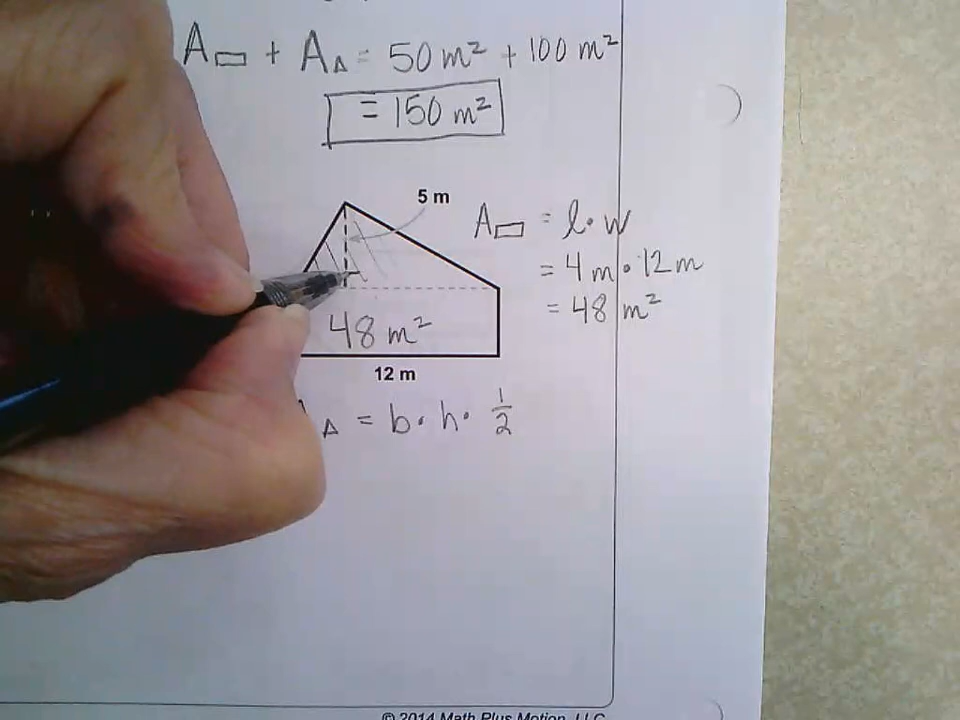 A▭ + A△ = 50 m² + 100 m²
= 150 m²
5 m
A▭ = l · w
= 4 m · 12 m
= 48 m²
48 m²
12 m
△ = b · h · 1/2
© 2014 Math Plus Motion, LLC